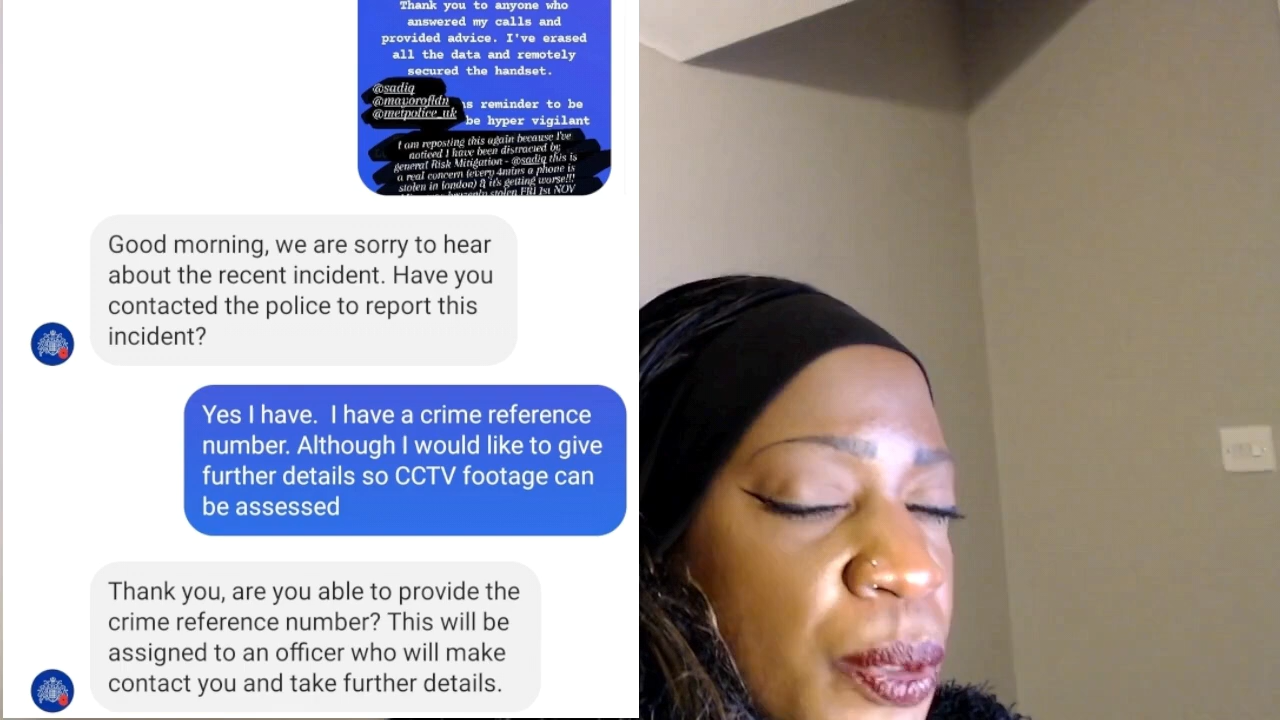 Thank you to anyone who
answered my calls and
provided advice. I've erased
all the data and remotely
secured the handset.
@sadiq
@mayorofldn
@metpolice_uk
s reminder to be
be hyper vigilant
I am reposting this again because I've
noticed I have been distracted by
general Risk Mitigation - @sadiq this is
a real concern (every 4mins a phone is
stolen in london) & it's getting worse!!!
brazenly stolen FRI 1st NOV
Good morning, we are sorry to hear
about the recent incident. Have you
contacted the police to report this
incident?
Yes I have.  I have a crime reference
number. Although I would like to give
further details so CCTV footage can
be assessed
Thank you, are you able to provide the
crime reference number? This will be
assigned to an officer who will make
contact you and take further details.